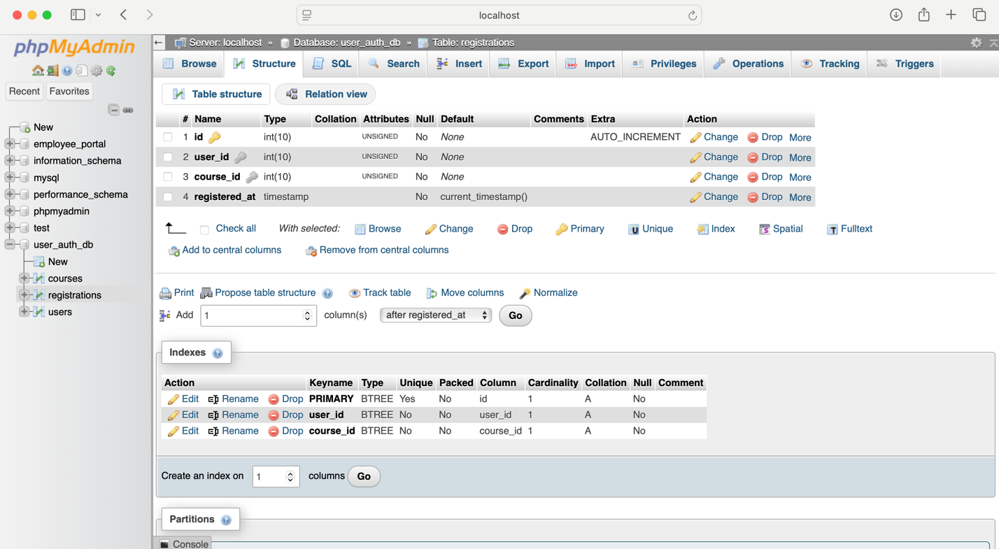 localhost
phpMyAdmin
Recent Favorites
New
employee_portal
information_schema
mysql
performance_schema
phpmyadmin
test
user_auth_db
New
courses
registrations
users
Server: localhost » Database: user_auth_db » Table: registrations
Browse Structure SQL Search Insert Export Import Privileges Operations Tracking Triggers
Table structure Relation view
# Name Type Collation Attributes Null Default Comments Extra Action
1 id int(10) UNSIGNED No None AUTO_INCREMENT Change Drop More
2 user_id int(10) UNSIGNED No None Change Drop More
3 course_id int(10) UNSIGNED No None Change Drop More
4 registered_at timestamp No current_timestamp() Change Drop More
Check all With selected: Browse Change Drop Primary Unique Index Spatial Fulltext
Add to central columns Remove from central columns
Print Propose table structure Track table Move columns Normalize
Add 1 column(s) after registered_at Go
Indexes
Action Keyname Type Unique Packed Column Cardinality Collation Null Comment
Edit Rename Drop PRIMARY BTREE Yes No id 1 A No
Edit Rename Drop user_id BTREE No No user_id 1 A No
Edit Rename Drop course_id BTREE No No course_id 1 A No
Create an index on 1 columns Go
Partitions
Console